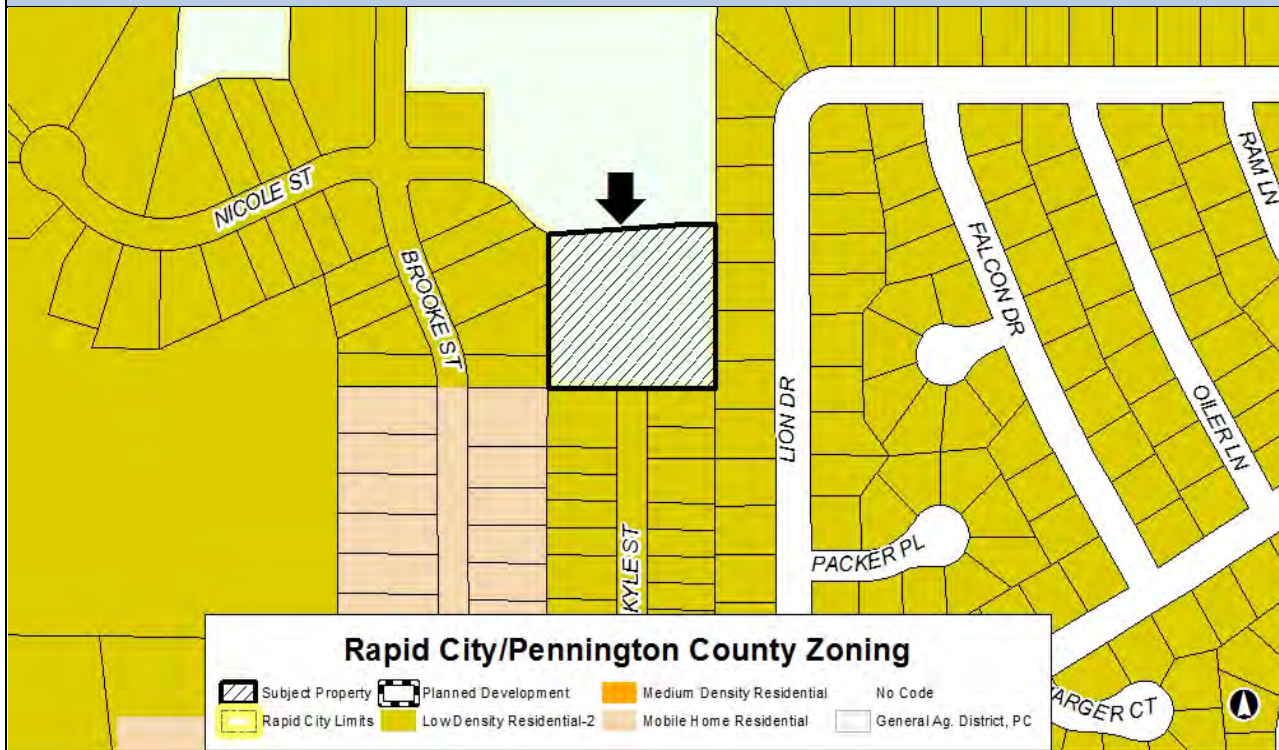 RAM LN
NICOLE ST
FALCON DR
BROOKE ST
LION DR
OILER LN
KYLE ST
PACKER PL
ARGER CT
Rapid City/Pennington County Zoning
Subject Property Planned Development Medium Density Residential No Code
Rapid City Limits Low Density Residential-2 Mobile Home Residential General Ag. District, PC